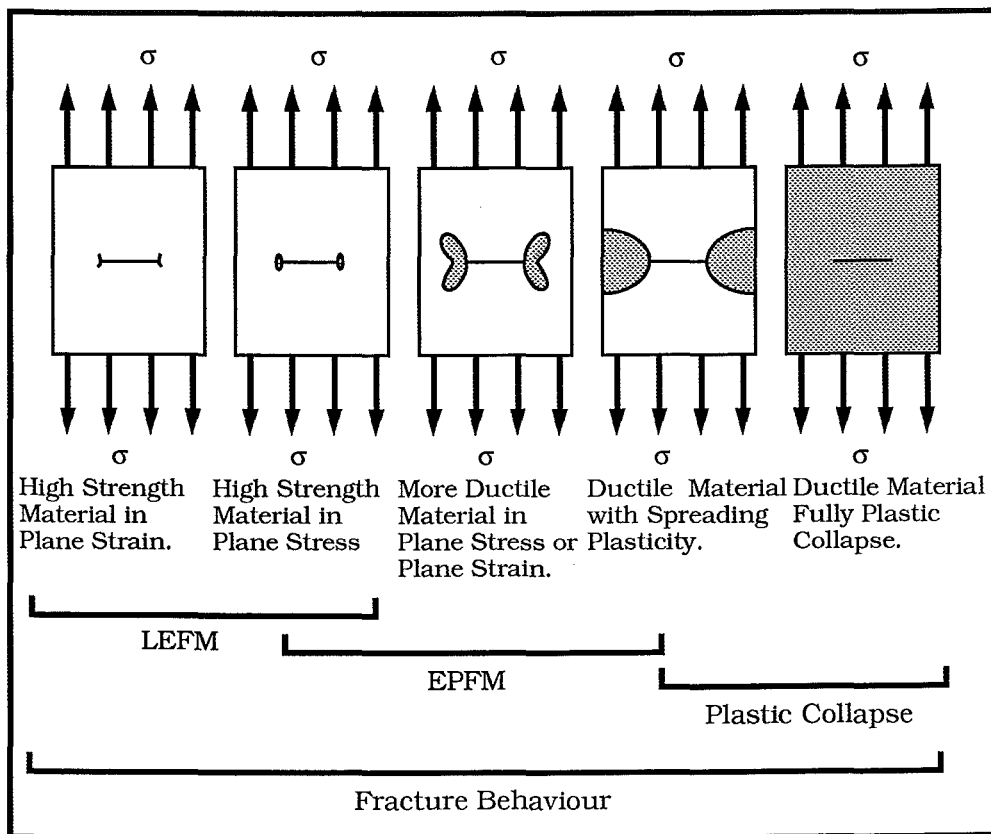 σ σ σ σ σ
σ σ σ σ σ
High Strength
Material in
Plane Strain.
High Strength
Material in
Plane Stress
More Ductile
Material in
Plane Stress or
Plane Strain.
Ductile Material
with Spreading
Plasticity.
Ductile Material
Fully Plastic
Collapse.
LEFM
EPFM
Plastic Collapse
Fracture Behaviour